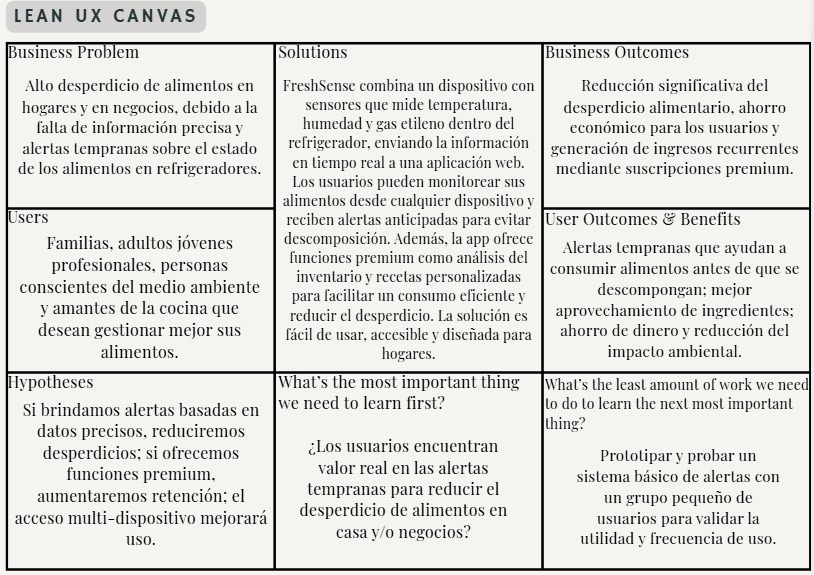 LEAN UX CANVAS
Business Problem
Alto desperdicio de alimentos en
hogares y en negocios, debido a la
falta de información precisa y
alertas tempranas sobre el estado
de los alimentos en refrigeradores.
Solutions
FreshSense combina un dispositivo con
sensores que mide temperatura,
humedad y gas etileno dentro del
refrigerador, enviando la información
en tiempo real a una aplicación web.
Los usuarios pueden monitorear sus
alimentos desde cualquier dispositivo y
reciben alertas anticipadas para evitar
descomposición. Además, la app ofrece
funciones premium como análisis del
inventario y recetas personalizadas
para facilitar un consumo eficiente y
reducir el desperdicio. La solución es
fácil de usar, accesible y diseñada para
hogares.
Business Outcomes
Reducción significativa del
desperdicio alimentario, ahorro
económico para los usuarios y
generación de ingresos recurrentes
mediante suscripciones premium.
Users
Familias, adultos jóvenes
profesionales, personas
conscientes del medio ambiente
y amantes de la cocina que
desean gestionar mejor sus
alimentos.
User Outcomes & Benefits
Alertas tempranas que ayudan a
consumir alimentos antes de que se
descompongan; mejor
aprovechamiento de ingredientes;
ahorro de dinero y reducción del
impacto ambiental.
Hypotheses
Si brindamos alertas basadas en
datos precisos, reduciremos
desperdicios; si ofrecemos
funciones premium,
aumentaremos retención; el
acceso multi-dispositivo mejorará
uso.
What's the most important thing
we need to learn first?
¿Los usuarios encuentran
valor real en las alertas
tempranas para reducir el
desperdicio de alimentos en
casa y/o negocios?
What's the least amount of work we need
to do to learn the next most important
thing?
Prototipar y probar un
sistema básico de alertas con
un grupo pequeño de
usuarios para validar la
utilidad y frecuencia de uso.